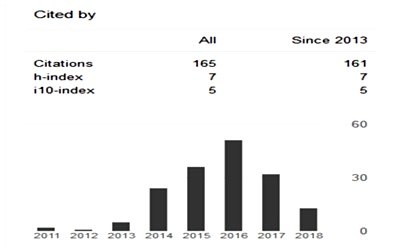 Cited by
All Since 2013
Citations 165 161
h-index 7 7
i10-index 5 5
60
30
0
2011 2012 2013 2014 2015 2016 2017 2018